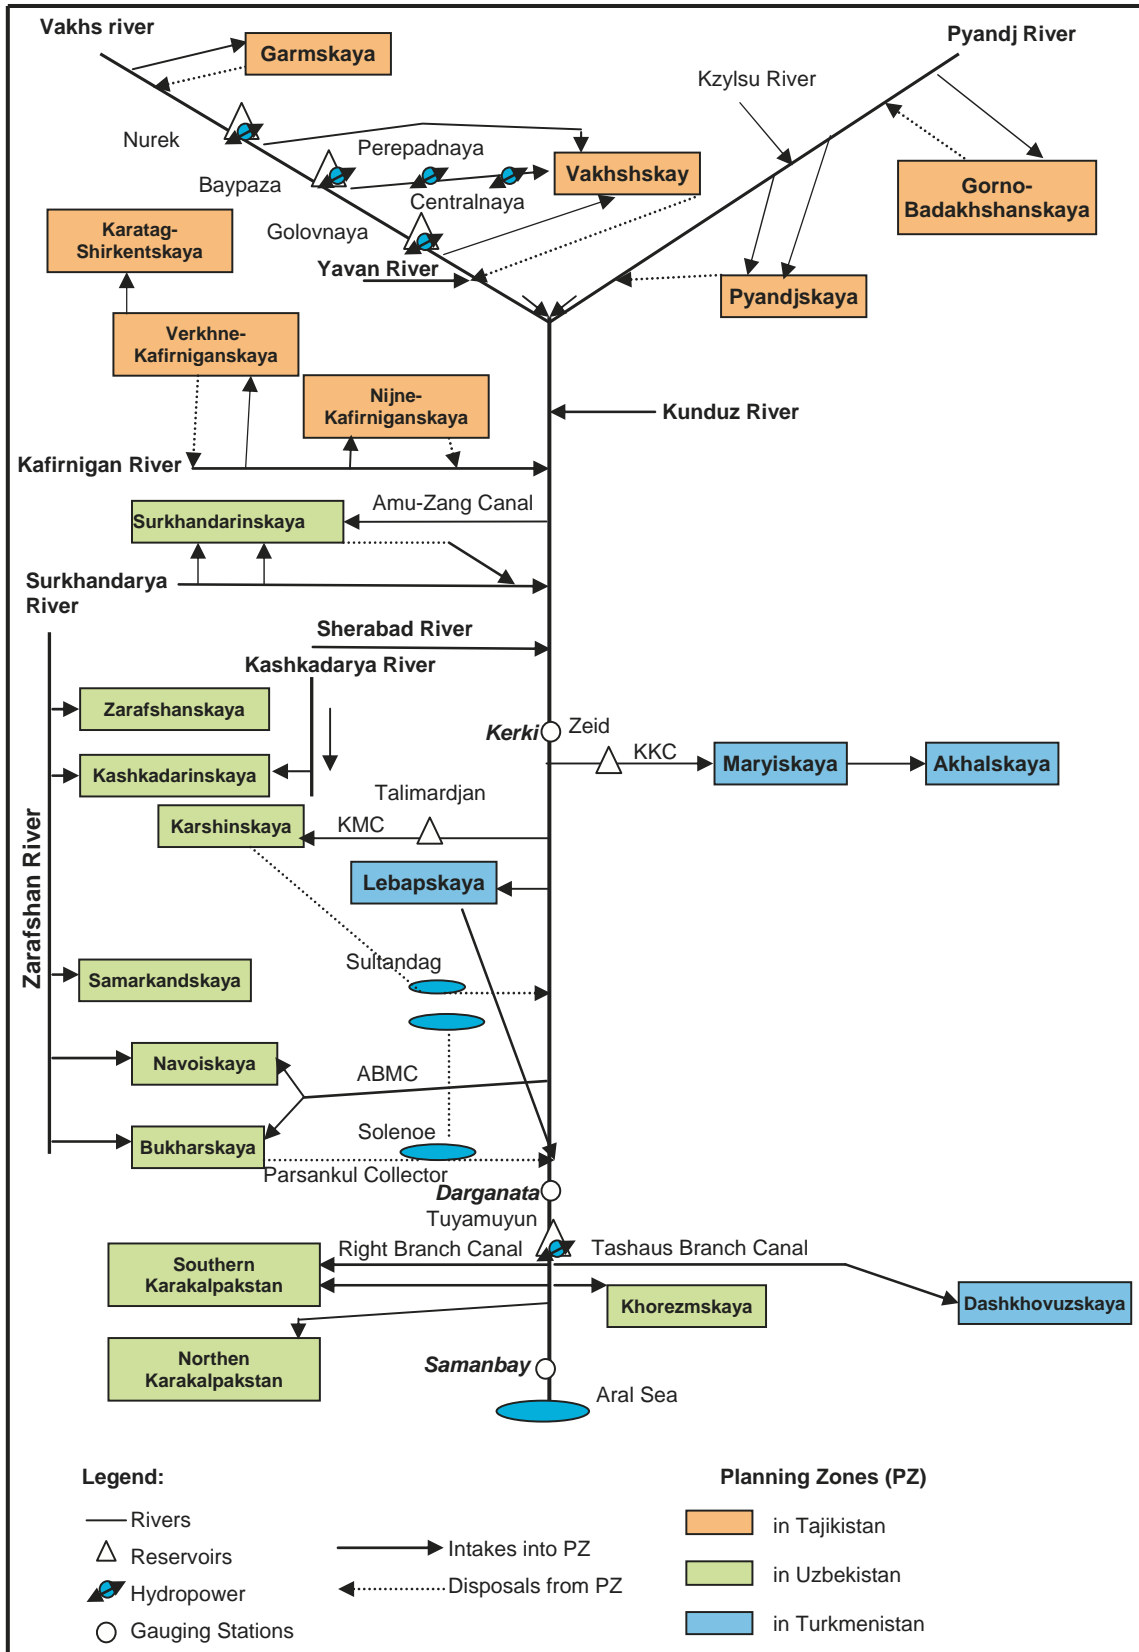 Vakhs river
Pyandj River
Garmskaya
Kzylsu River
Nurek
Perepadnaya
Baypaza
Vakhshskay
Centralnaya
Gorno-
Badakhshanskaya
Karatag-
Shirkentskaya
Golovnaya
Yavan River
Pyandjskaya
Verkhne-
Kafirniganskaya
Nijne-
Kafirniganskaya
Kunduz River
Kafirnigan River
Amu-Zang Canal
Surkhandarinskaya
Surkhandarya
River
Sherabad River
Kashkadarya River
Zarafshanskaya
Kerki
Zeid
KKC
Maryiskaya
Akhalskaya
Kashkadarinskaya
Talimardjan
Karshinskaya
KMC
Lebapskaya
Zarafshan River
Sultandag
Samarkandskaya
Navoiskaya
ABMC
Solenoe
Bukharskaya
Parsankul Collector
Darganata
Tuyamuyun
Right Branch Canal
Tashaus Branch Canal
Southern
Karakalpakstan
Khorezmskaya
Dashkhovuzskaya
Northen
Karakalpakstan
Samanbay
Aral Sea
Legend:
Rivers
Reservoirs
Hydropower
Gauging Stations
Intakes into PZ
Disposals from PZ
Planning Zones (PZ)
in Tajikistan
in Uzbekistan
in Turkmenistan